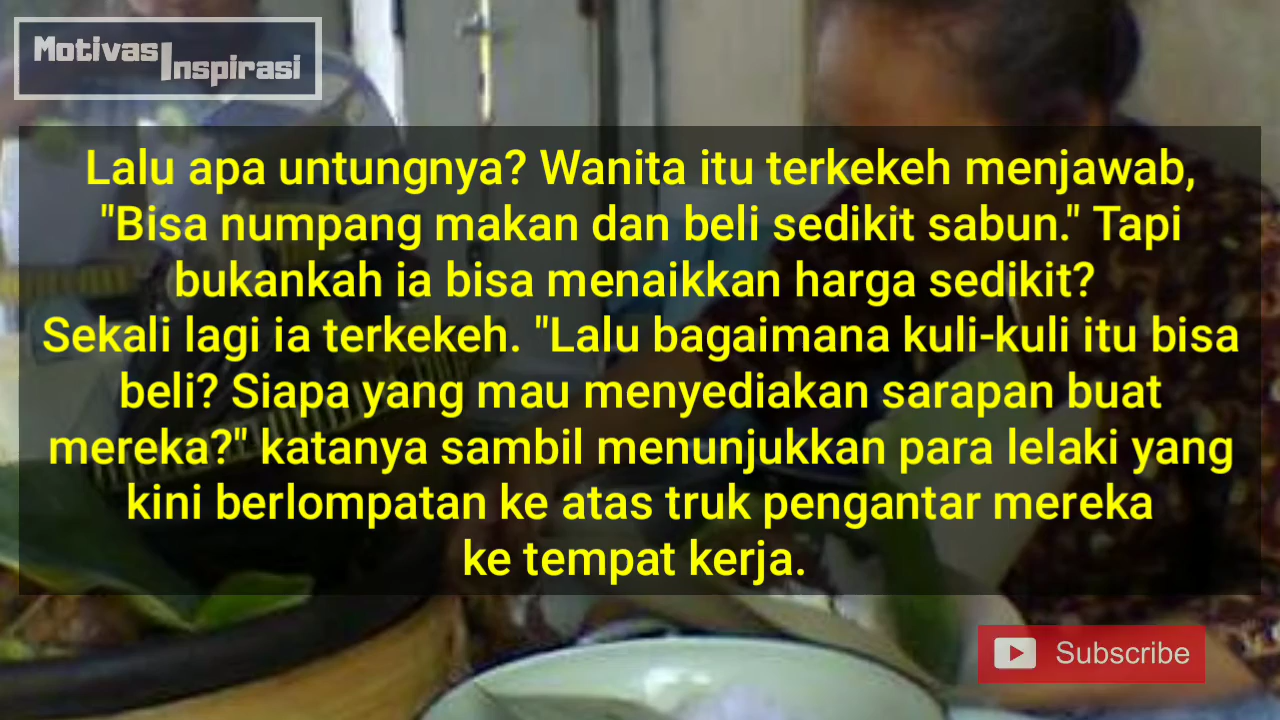 Motivas Inspirasi
Lalu apa untungnya? Wanita itu terkekeh menjawab,
"Bisa numpang makan dan beli sedikit sabun." Tapi
bukankah ia bisa menaikkan harga sedikit?
Sekali lagi ia terkekeh. "Lalu bagaimana kuli-kuli itu bisa
beli? Siapa yang mau menyediakan sarapan buat
mereka?" katanya sambil menunjukkan para lelaki yang
kini berlompatan ke atas truk pengantar mereka
ke tempat kerja.
Subscribe